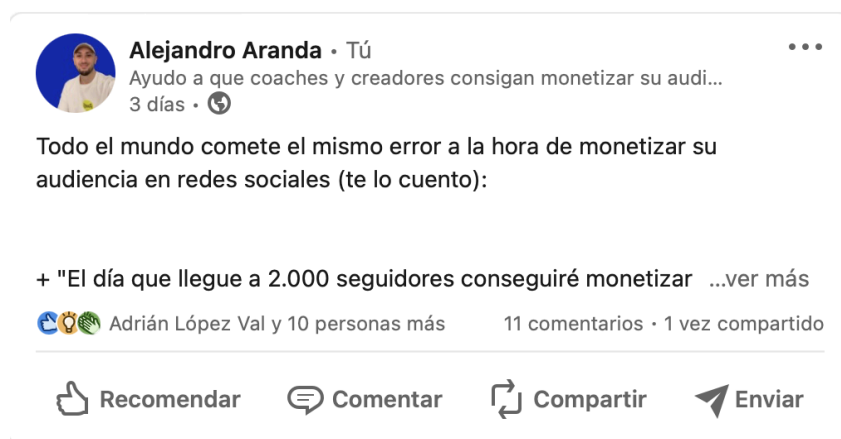 Alejandro Aranda • Tú
Ayudo a que coaches y creadores consigan monetizar su audi...
3 días •
Todo el mundo comete el mismo error a la hora de monetizar su
audiencia en redes sociales (te lo cuento):
+ "El día que llegue a 2.000 seguidores conseguiré monetizar ...ver más
Adrián López Val y 10 personas más 11 comentarios • 1 vez compartido
Recomendar Comentar Compartir Enviar